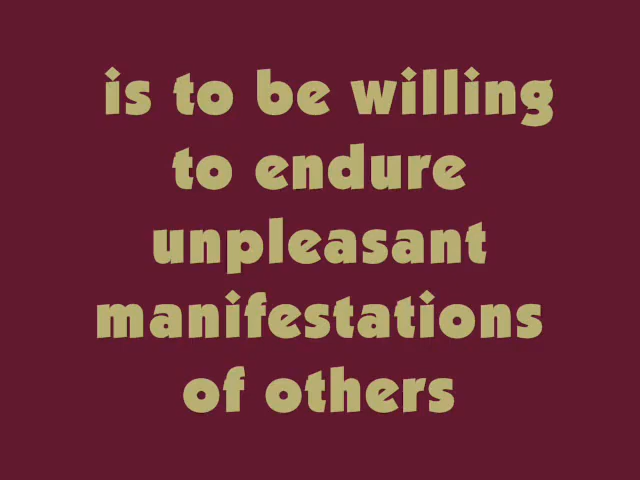 is to be willing
to endure
unpleasant
manifestations
of others